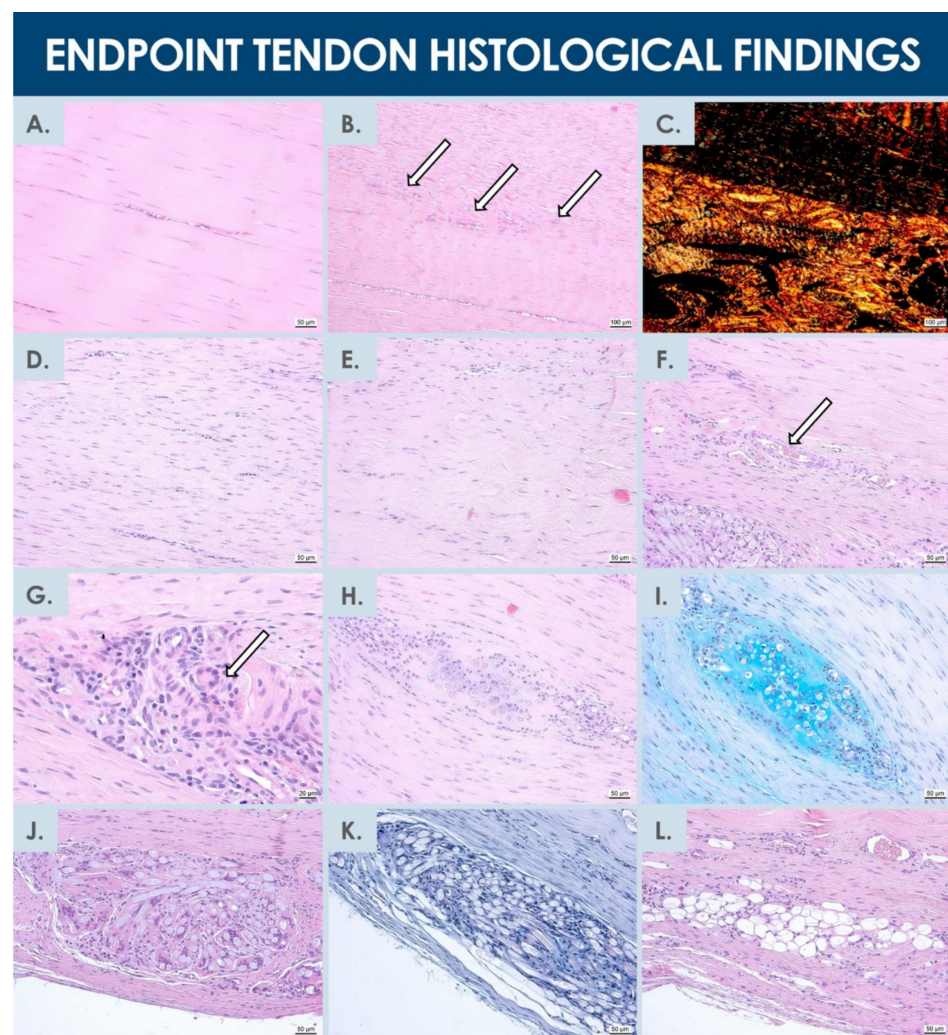 ENDPOINT TENDON HISTOLOGICAL FINDINGS
A. B. C.
50 µm 100 µm 100 µm
D. E. F.
50 µm 50 µm 50 µm
G. H. I.
20 µm 50 µm 50 µm
J. K. L.
50 µm 50 µm 50 µm